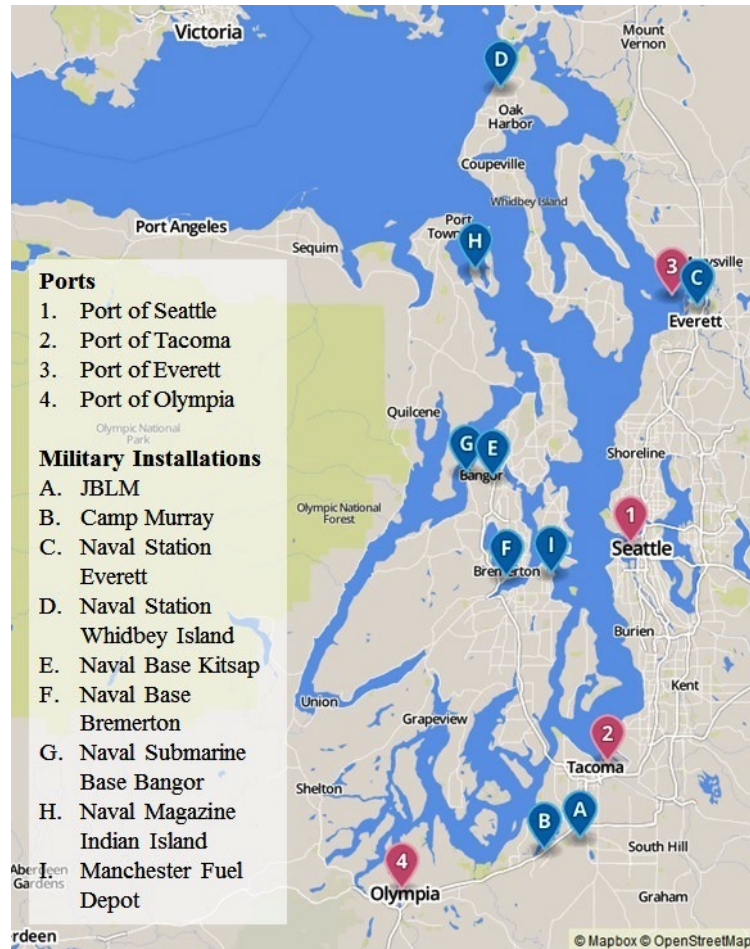 Victoria
Mount
Vernon
D
Oak
Harbor
Coupeville
Whidbey Island
Port Angeles
Port
Sequim
H
3
C
Everett
Ports
1. Port of Seattle
2. Port of Tacoma
3. Port of Everett
4. Port of Olympia
Olympic National
Park
Quilcene
Military Installations
A. JBLM
B. Camp Murray
C. Naval Station
Everett
D. Naval Station
Whidbey Island
E. Naval Base Kitsap
F. Naval Base
Bremerton
G. Naval Submarine
Base Bangor
H. Naval Magazine
Indian Island
I. Manchester Fuel
Depot
G
E
Bangor
Shoreline
Olympic National
Forest
1
Seattle
F
I
Bremerton
Burien
Union
Kent
Grapeview
2
Tacoma
Shelton
B
A
South Hill
4
Olympia
Graham
Aberdeen
Gardens
© Mapbox © OpenStreetMap